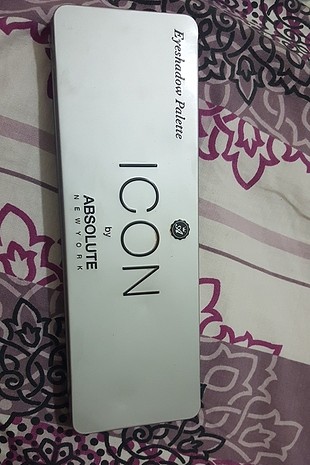 Eyeshadow Palette
ICON
by
ABSOLUTE
NEW YORK